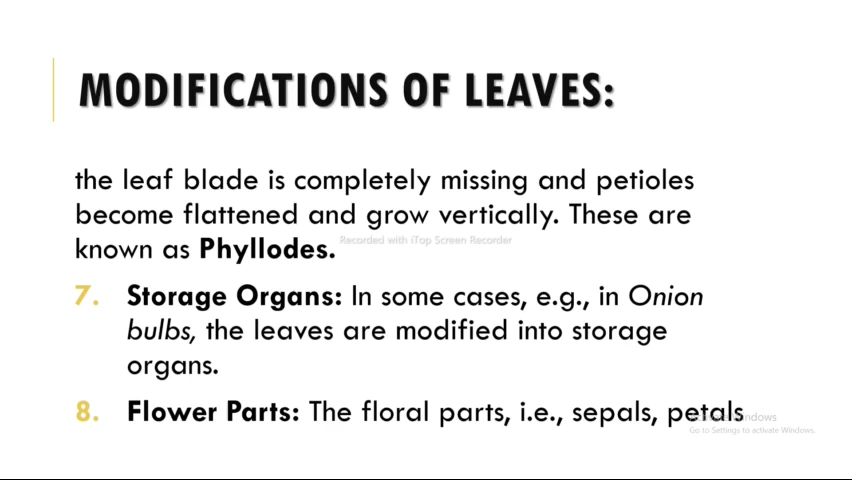 MODIFICATIONS OF LEAVES:
the leaf blade is completely missing and petioles
become flattened and grow vertically. These are
known as Phyllodes.
Recorded with iTop Screen Recorder
7. Storage Organs: In some cases, e.g., in Onion
bulbs, the leaves are modified into storage
organs.
8. Flower Parts: The floral parts, i.e., sepals, petals
Activate Windows
Go to Settings to activate Windows.